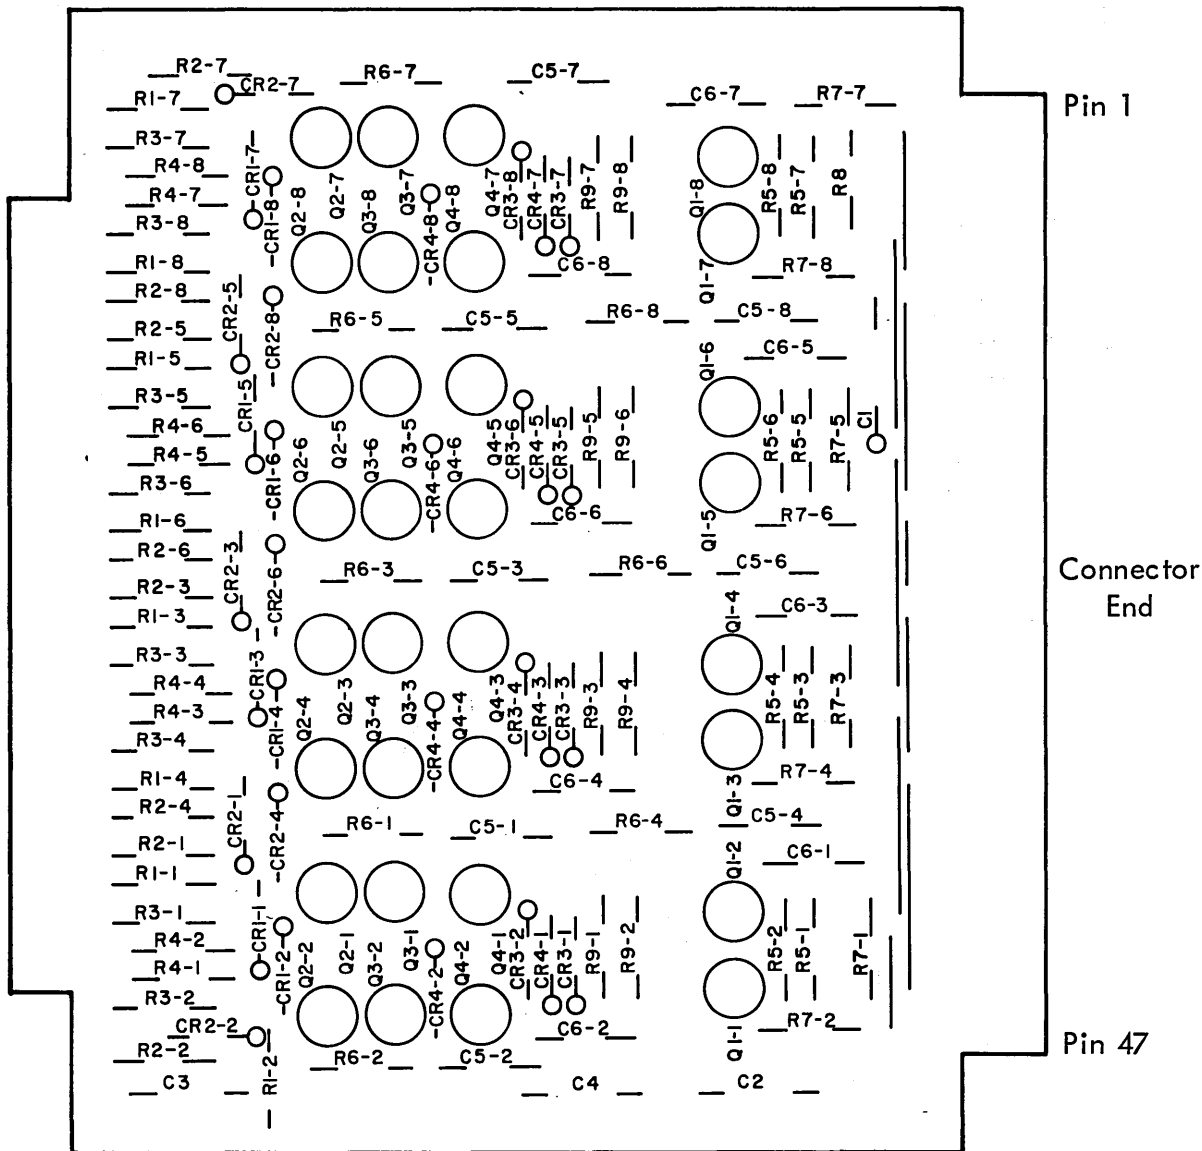 R2-7
CR2-7
R6-7
C5-7
R1-7
C6-7
R7-7
Pin 1
R3-7
CR1-7
R4-8
R4-7
R3-8
CR1-8
Q2-8
Q2-7
Q3-8
Q3-7
CR4-8
Q4-8
Q4-7
CR3-8
CR4-7
CR3-7
R9-7
R9-8
Q1-8
R5-8
R5-7
R8
R1-8
C6-8
Q1-7
R7-8
R2-8
CR2-5
CR2-8
R2-5
R6-5
C5-5
R6-8
C5-8
R1-5
Q1-6
C6-5
R3-5
CR1-5
R4-6
R4-5
R3-6
CR1-6
Q2-6
Q2-5
Q3-6
Q3-5
CR4-6
Q4-6
Q4-5
CR3-6
CR4-5
CR3-5
R9-5
R9-6
R5-6
R5-5
R7-5
C1
R1-6
C6-6
Q1-5
R7-6
R2-6
CR2-3
CR2-6
R2-3
R6-3
C5-3
R6-6
C5-6
Connector
End
R1-3
Q1-4
C6-3
R3-3
CR1-3
R4-4
R4-3
R3-4
CR1-4
Q2-4
Q2-3
Q3-4
Q3-3
CR4-4
Q4-4
Q4-3
CR3-4
CR4-3
CR3-3
R9-3
R9-4
R5-4
R5-3
R7-3
R1-4
C6-4
Q1-3
R7-4
R2-4
CR2-1
CR2-4
R2-1
R6-1
C5-1
R6-4
C5-4
R1-1
Q1-2
C6-1
R3-1
CR1-1
R4-2
R4-1
R3-2
CR1-2
Q2-2
Q2-1
Q3-2
Q3-1
CR4-2
Q4-2
Q4-1
CR3-2
CR4-1
CR3-1
R9-1
R9-2
R5-2
R5-1
R7-1
CR2-2
C6-2
Q1-1
R7-2
Pin 47
R2-2
R1-2
R6-2
C5-2
C3
C4
C2